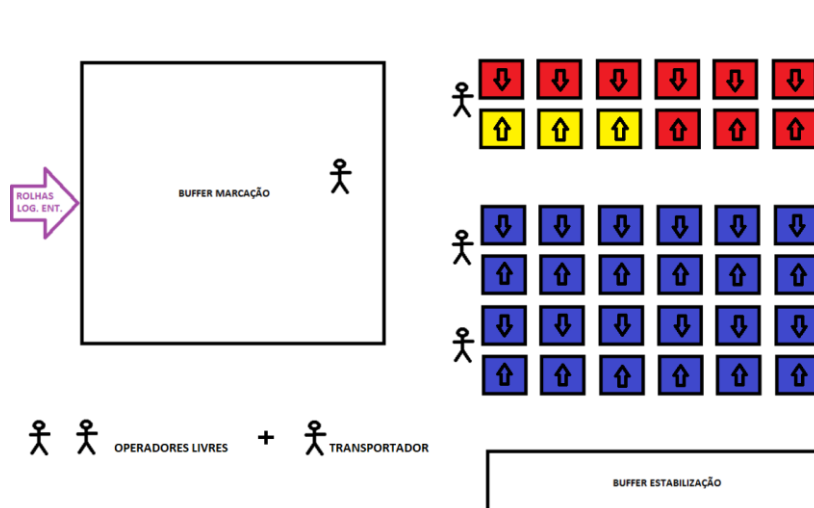 ROLHAS
LOG. ENT.
BUFFER MARCAÇÃO
OPERADORES LIVRES
+
TRANSPORTADOR
BUFFER ESTABILIZAÇÃO